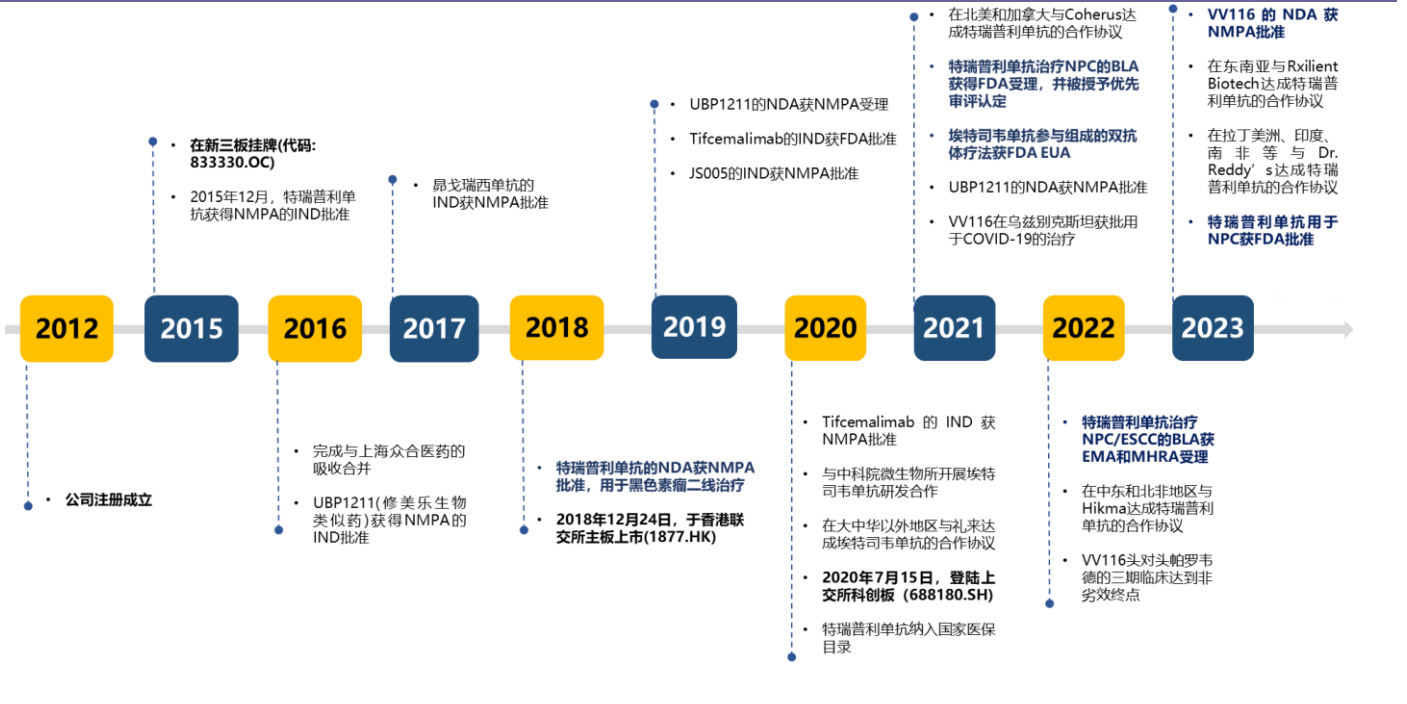 2012
• 公司注册成立
2015
• 在新三板挂牌(代码:
833330.OC)
• 2015年12月，特瑞普利单
抗获得NMPA的IND批准
2016
• 完成与上海众合医药的
吸收合并
• UBP1211(修美乐生物
类似药)获得NMPA的
IND批准
2017
• 昂戈瑞西单抗的
IND获NMPA批准
2018
• 特瑞普利单抗的NDA获NMPA
批准，用于黑色素瘤二线治疗
• 2018年12月24日，于香港联
交所主板上市(1877.HK)
2019
• UBP1211的NDA获NMPA受理
• Tifcemalimab的IND获FDA批准
• JS005的IND获NMPA批准
2020
• Tifcemalimab 的 IND 获
NMPA批准
• 与中科院微生物所开展埃特
司韦单抗研发合作
• 在大中华以外地区与礼来达
成埃特司韦单抗的合作协议
• 2020年7月15日，登陆上
交所科创板（688180.SH)
• 特瑞普利单抗纳入国家医保
目录
2021
• 在北美和加拿大与Coherus达
成特瑞普利单抗的合作协议
• 特瑞普利单抗治疗NPC的BLA
获得FDA受理，并被授予优先
审评认定
• 埃特司韦单抗参与组成的双抗
体疗法获FDA EUA
• UBP1211的NDA获NMPA批准
• VV116在乌兹别克斯坦获批用
于COVID-19的治疗
2022
• 特瑞普利单抗治疗
NPC/ESCC的BLA获
EMA和MHRA受理
• 在中东和北非地区与
Hikma达成特瑞普利
单抗的合作协议
• VV116头对头帕罗韦
德的三期临床达到非
劣效终点
2023
• VV116 的 NDA 获
NMPA批准
• 在东南亚与Rxilient
Biotech达成特瑞普
利单抗的合作协议
• 在拉丁美洲、印度、
南 非 等 与 Dr.
Reddy’s达成特瑞
普利单抗的合作协议
• 特瑞普利单抗用于
NPC获FDA批准